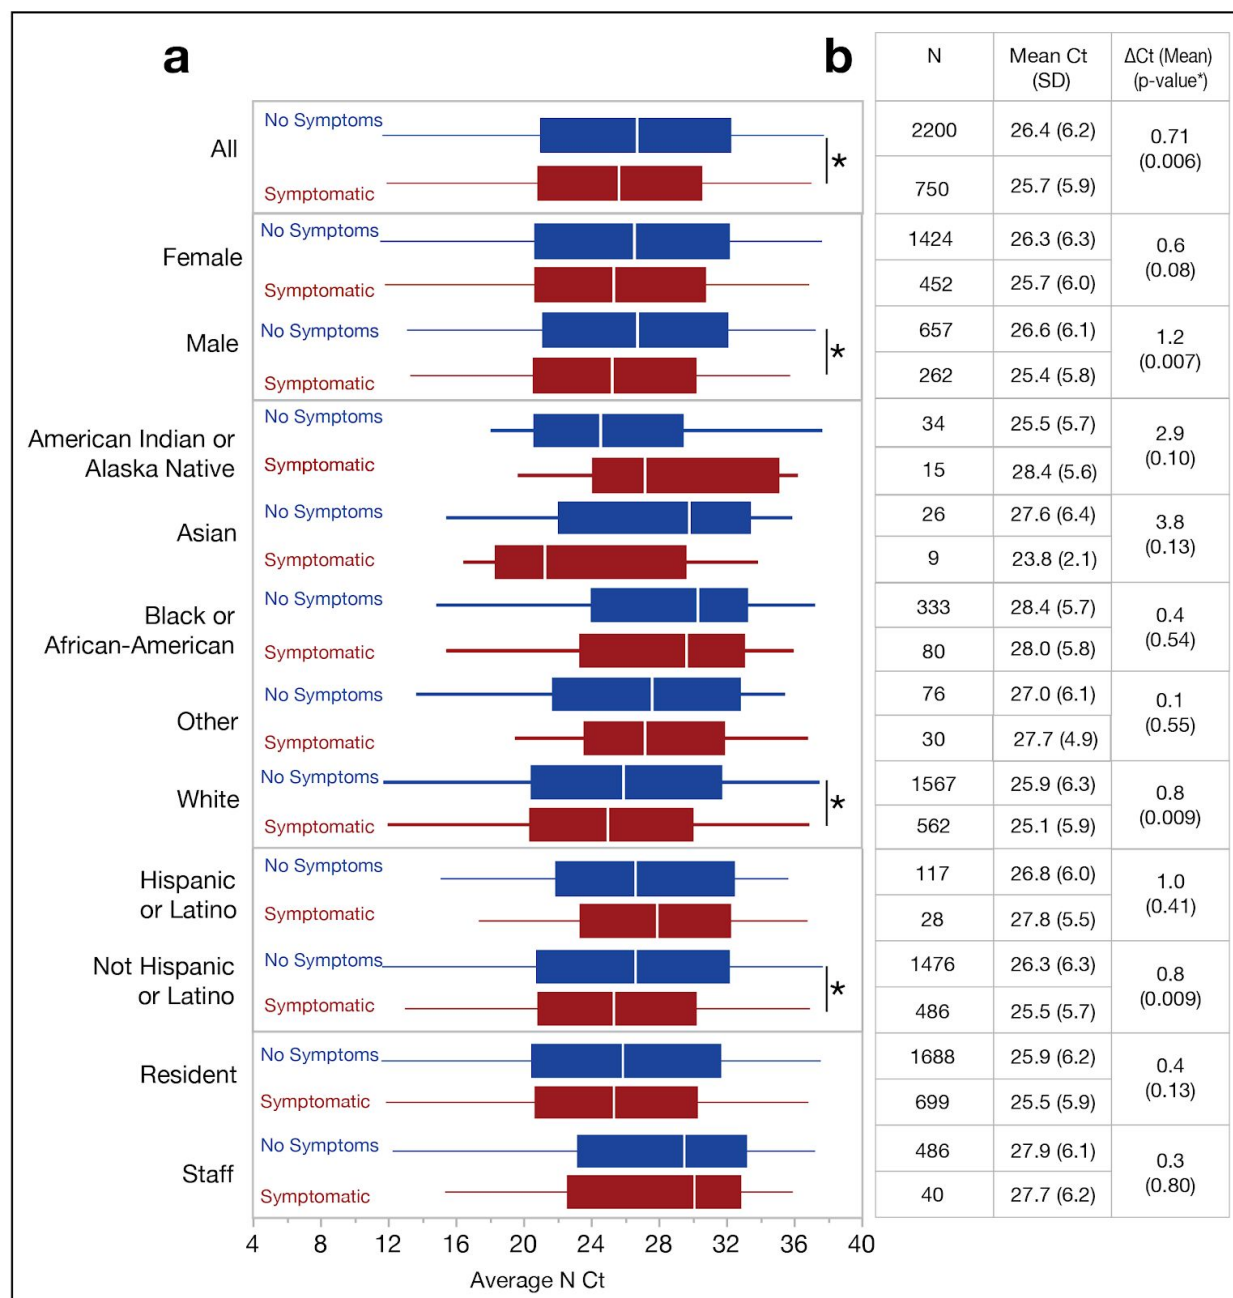 a
b
N
Mean Ct
(SD)
ΔCt (Mean)
(p-value*)
All
No Symptoms
*
2200
26.4 (6.2)
0.71
(0.006)
Symptomatic
750
25.7 (5.9)
Female
No Symptoms
1424
26.3 (6.3)
0.6
(0.08)
Symptomatic
452
25.7 (6.0)
Male
No Symptoms
*
657
26.6 (6.1)
1.2
(0.007)
Symptomatic
262
25.4 (5.8)
American Indian or
Alaska Native
No Symptoms
34
25.5 (5.7)
2.9
(0.10)
Symptomatic
15
28.4 (5.6)
Asian
No Symptoms
26
27.6 (6.4)
3.8
(0.13)
Symptomatic
9
23.8 (2.1)
Black or
African-American
No Symptoms
333
28.4 (5.7)
0.4
(0.54)
Symptomatic
80
28.0 (5.8)
Other
No Symptoms
76
27.0 (6.1)
0.1
(0.55)
Symptomatic
30
27.7 (4.9)
White
No Symptoms
*
1567
25.9 (6.3)
0.8
(0.009)
Symptomatic
562
25.1 (5.9)
Hispanic
or Latino
No Symptoms
117
26.8 (6.0)
1.0
(0.41)
Symptomatic
28
27.8 (5.5)
Not Hispanic
or Latino
No Symptoms
*
1476
26.3 (6.3)
0.8
(0.009)
Symptomatic
486
25.5 (5.7)
Resident
No Symptoms
1688
25.9 (6.2)
0.4
(0.13)
Symptomatic
699
25.5 (5.9)
Staff
No Symptoms
486
27.9 (6.1)
0.3
(0.80)
Symptomatic
40
27.7 (6.2)
4 8 12 16 20 24 28 32 36 40
Average N Ct